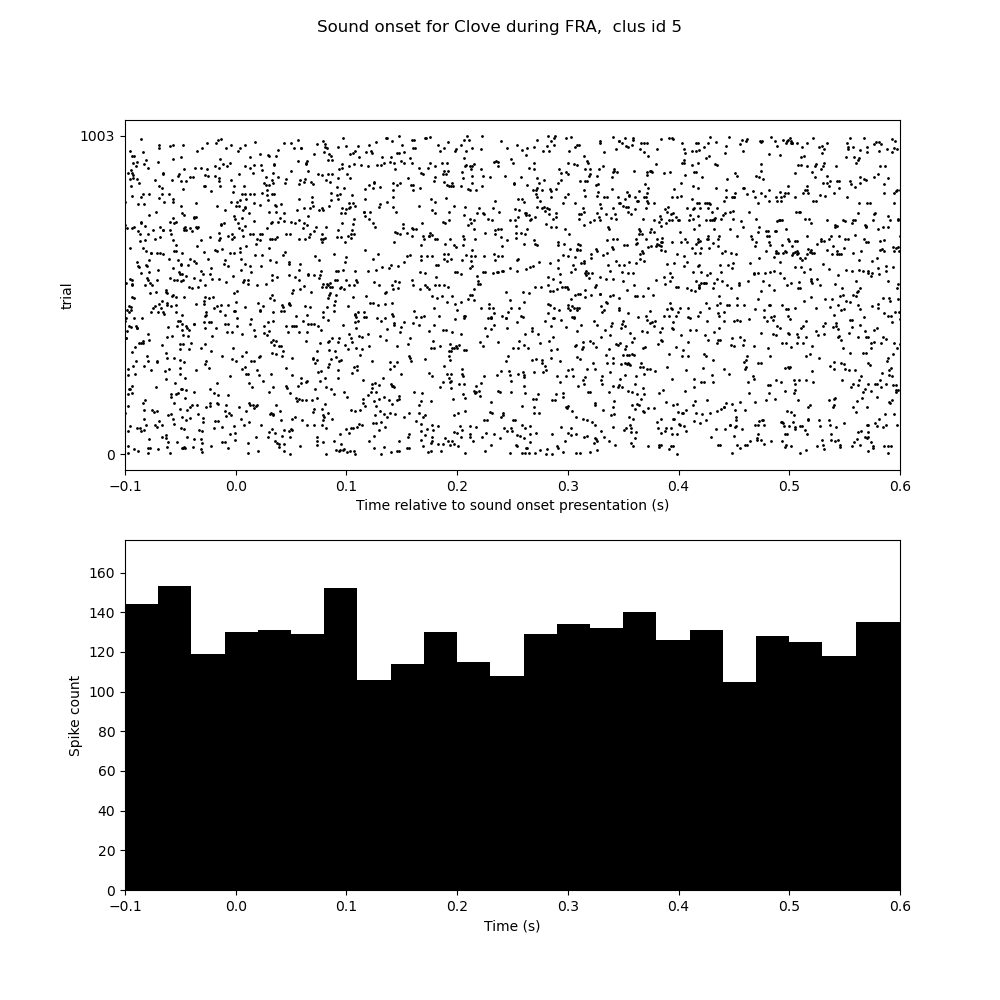 Sound onset for Clove during FRA,  clus id 5
1003
trial
0
−0.1 0.0 0.1 0.2 0.3 0.4 0.5 0.6
Time relative to sound onset presentation (s)
160
140
120
100
80
60
40
20
0
Spike count
−0.1 0.0 0.1 0.2 0.3 0.4 0.5 0.6
Time (s)